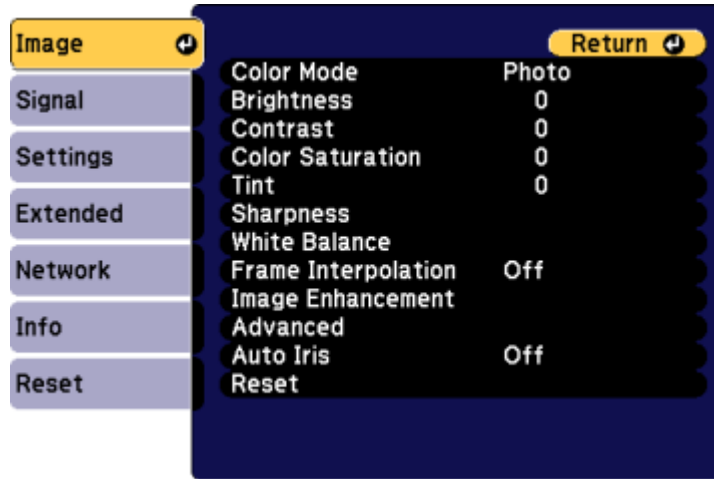 Image
Signal
Settings
Extended
Network
Info
Reset
Return
Color Mode Photo
Brightness 0
Contrast 0
Color Saturation 0
Tint 0
Sharpness
White Balance
Frame Interpolation Off
Image Enhancement
Advanced
Auto Iris Off
Reset